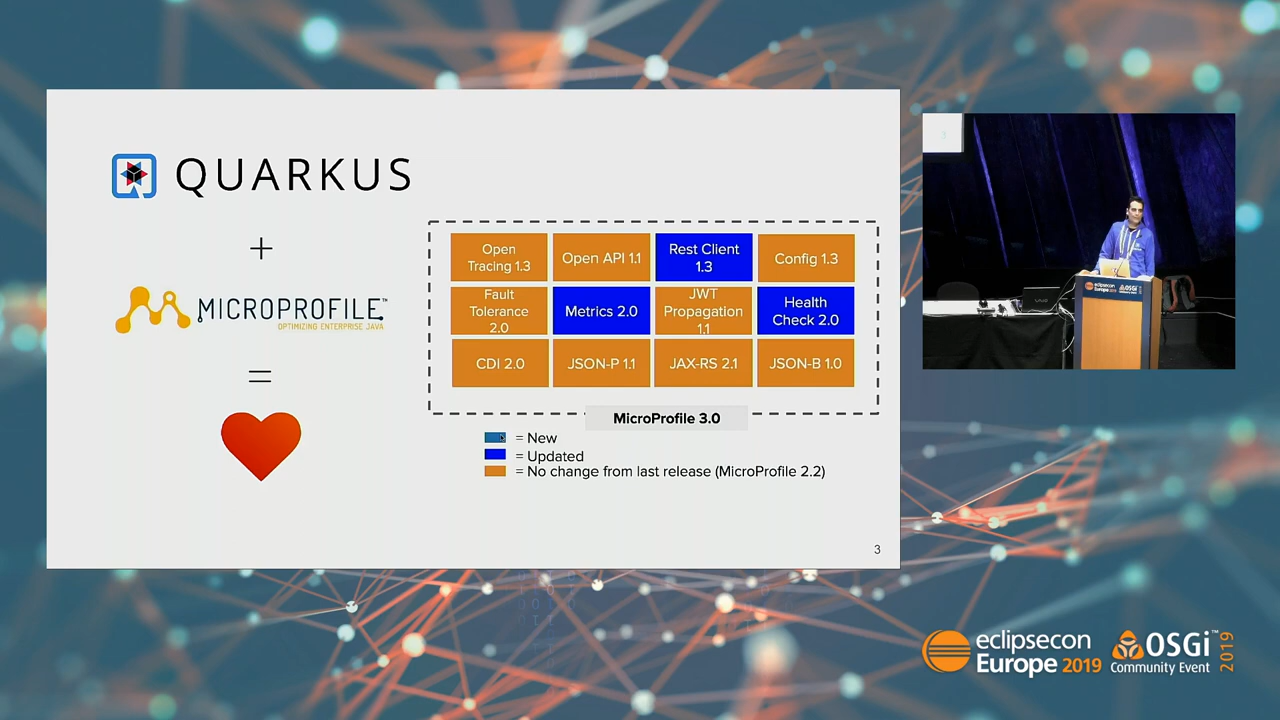 QUARKUS
+
MICROPROFILE™
OPTIMIZING ENTERPRISE JAVA
=
Open
Tracing 1.3
Open API 1.1
Rest Client
1.3
Config 1.3
Fault
Tolerance
2.0
Metrics 2.0
JWT
Propagation
1.1
Health
Check 2.0
CDI 2.0
JSON-P 1.1
JAX-RS 2.1
JSON-B 1.0
MicroProfile 3.0
= New
= Updated
= No change from last release (MicroProfile 2.2)
3
eclipsecon
Europe 2019
OSGi™
Community Event
2019